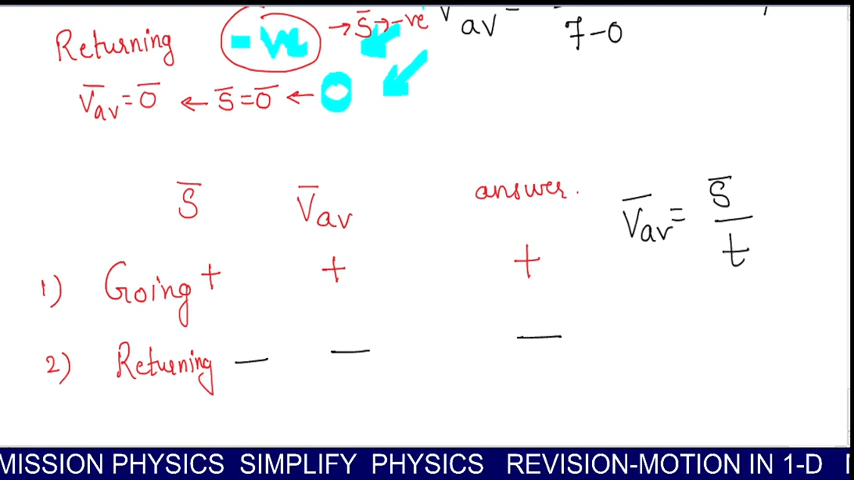 Returning -ve → S̄ → -ve V̄av = 7-0
V̄av = 0̄ ← S̄ = 0̄ ← 0
S̄ V̄av answer. V̄av = S̄/t
1) Going + + +
2) Returning — — —
MISSION PHYSICS SIMPLIFY PHYSICS REVISION-MOTION IN 1-D